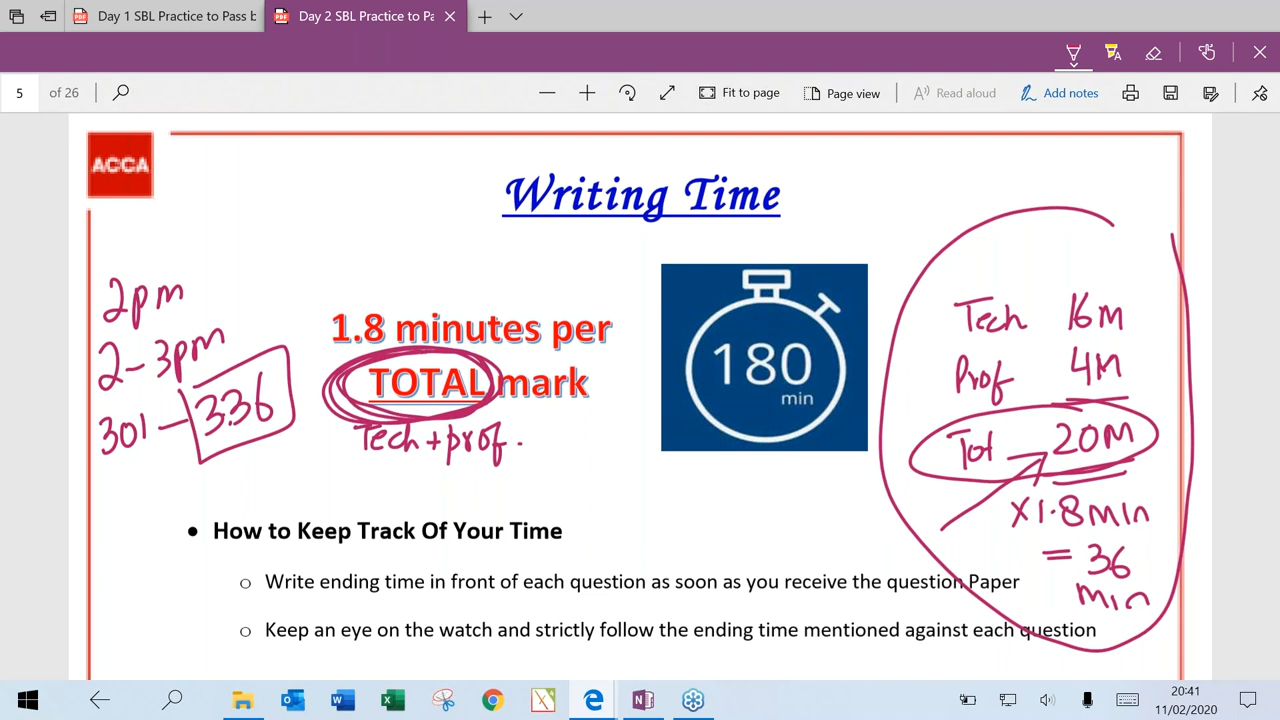 Day 1 SBL Practice to Pass b
Day 2 SBL Practice to Pa
5 of 26
Fit to page
Page view
Read aloud
Add notes
ACCA
Writing Time
2pm
2 - 3pm
301 - 3.36
1.8 minutes per
TOTAL mark
Tech + prof.
180
min
Tech 16M
Prof 4M
Tot 20M
×1.8min
= 36
min
• How to Keep Track Of Your Time
o Write ending time in front of each question as soon as you receive the question Paper
o Keep an eye on the watch and strictly follow the ending time mentioned against each question
20:41
11/02/2020